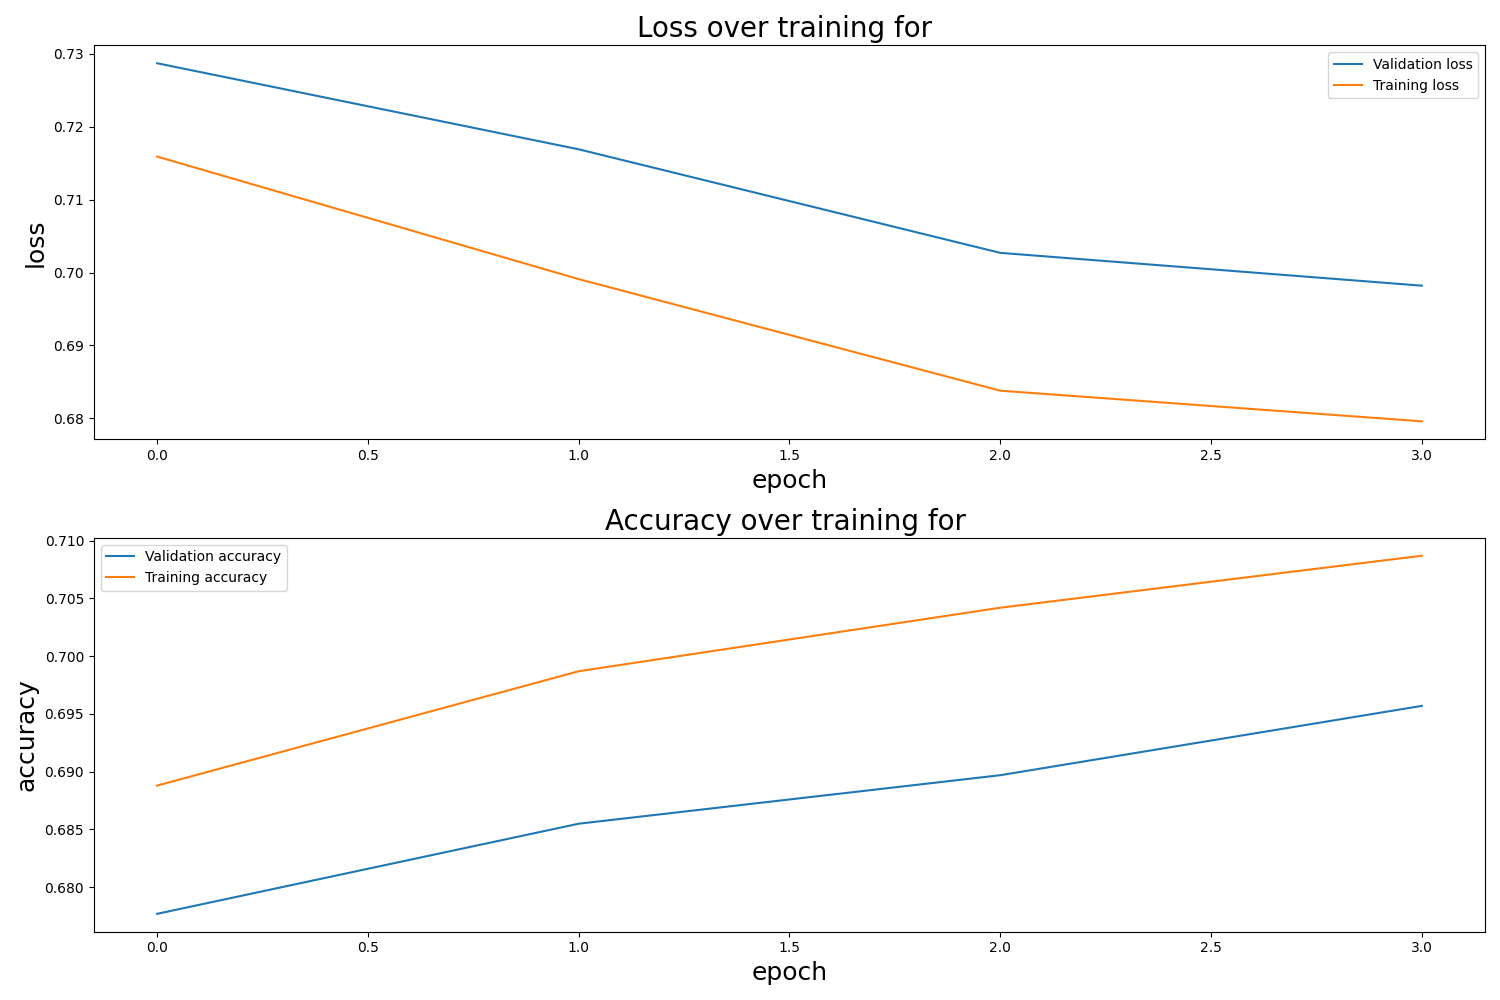 Loss over training for
0.73
0.72
0.71
0.70
0.69
0.68
loss
Validation loss
Training loss
0.0 0.5 1.0 1.5 2.0 2.5 3.0
epoch
Accuracy over training for
0.710
0.705
0.700
0.695
0.690
0.685
0.680
accuracy
Validation accuracy
Training accuracy
0.0 0.5 1.0 1.5 2.0 2.5 3.0
epoch